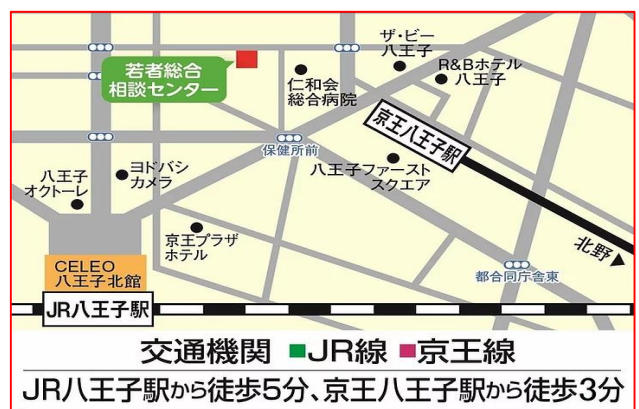 ザ・ビー
八王子
R&Bホテル
八王子
若者総合
相談センター
仁和会
総合病院
京王八王子駅
保健所前
八王子ファースト
スクエア
ヨドバシ
カメラ
八王子
オクトーレ
京王プラザ
ホテル
北野
都合同庁舎東
CELEO
八王子北館
JR八王子駅
交通機関 ■JR線 ■京王線
JR八王子駅から徒歩5分、京王八王子駅から徒歩3分